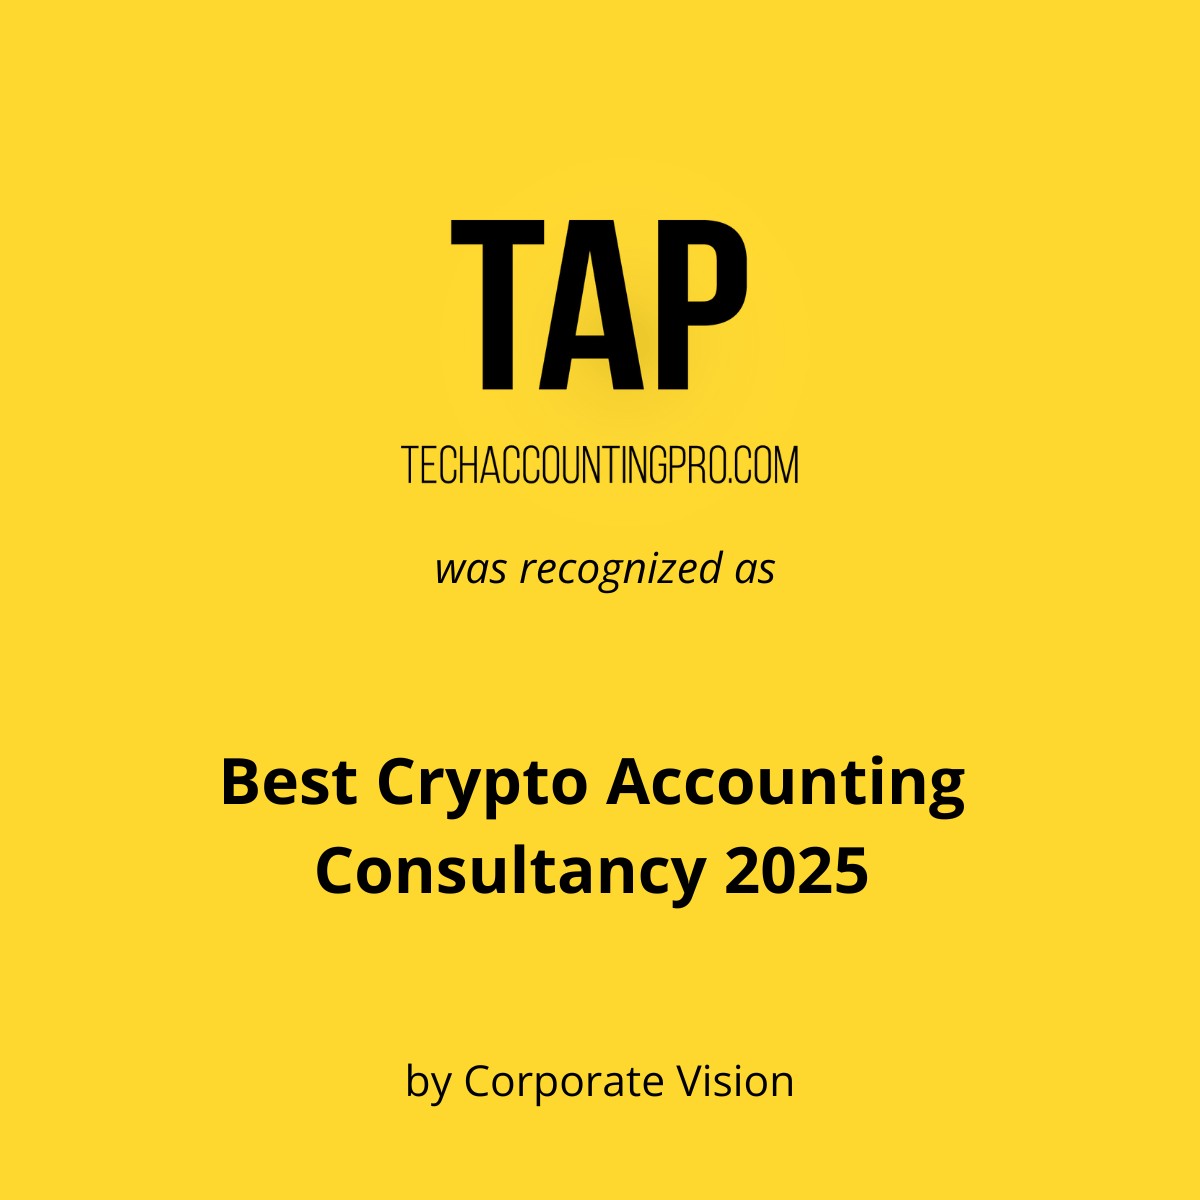 TAP
TECHACCOUNTINGPRO.COM
was recognized as
Best Crypto Accounting
Consultancy 2025
by Corporate Vision